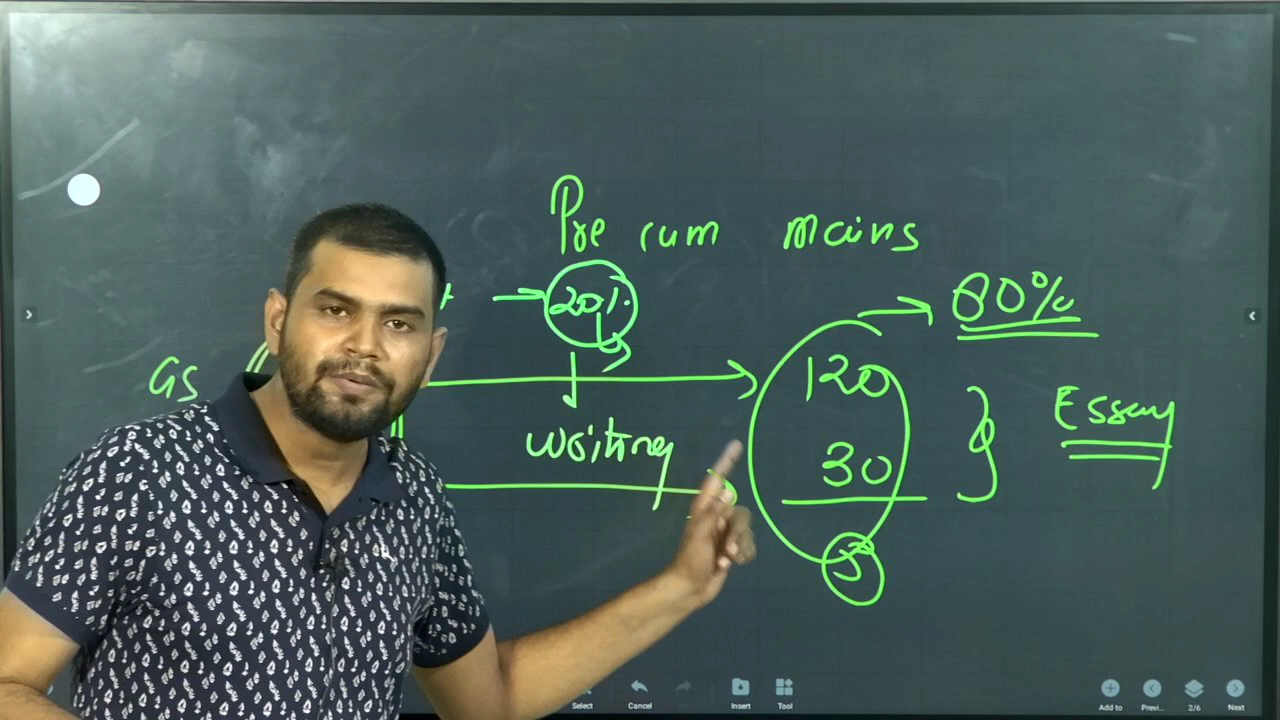 Pre cum mains
20%
80%
GS
120
Essay
writing
30
3
Select
Cancel
Insert
Tool
Add to
Previ..
2/6
Next